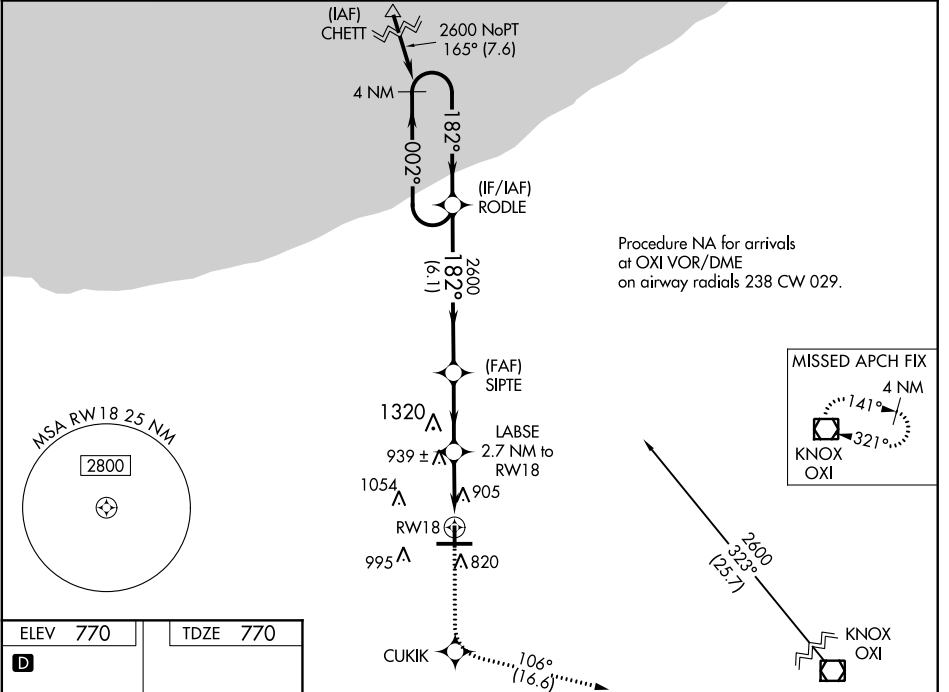 (IAF)
CHETT
2600 NoPT
165° (7.6)
4 NM
182°
002°
(IF/IAF)
RODLE
2600
182°
(6.1)
Procedure NA for arrivals
at OXI VOR/DME
on airway radials 238 CW 029.
(FAF)
SIPTE
MISSED APCH FIX
4 NM
141°
321°
KNOX
OXI
1320
LABSE
2.7 NM to
RW18
939 ±
MSA RW 18 25 NM
2800
1054
905
RW18
995
820
2600
323°
(25.7)
KNOX
OXI
ELEV 770
TDZE 770
D
CUKIK
106°
(16.6)